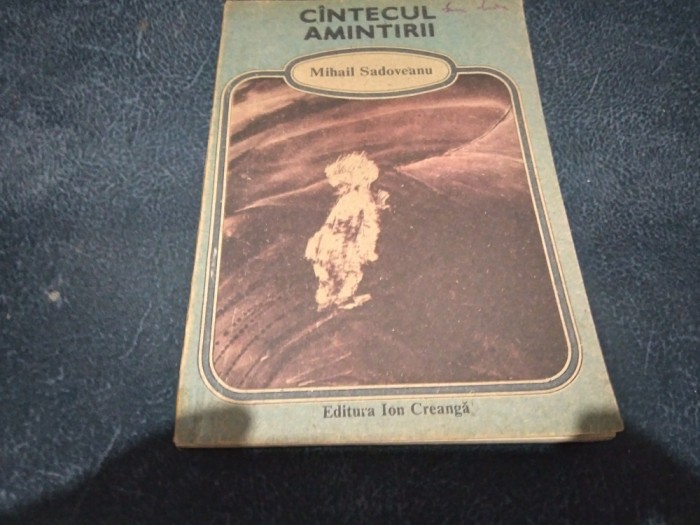 CÎNTECUL
AMINTIRII
Mihail Sadoveanu
Editura Ion Creangă